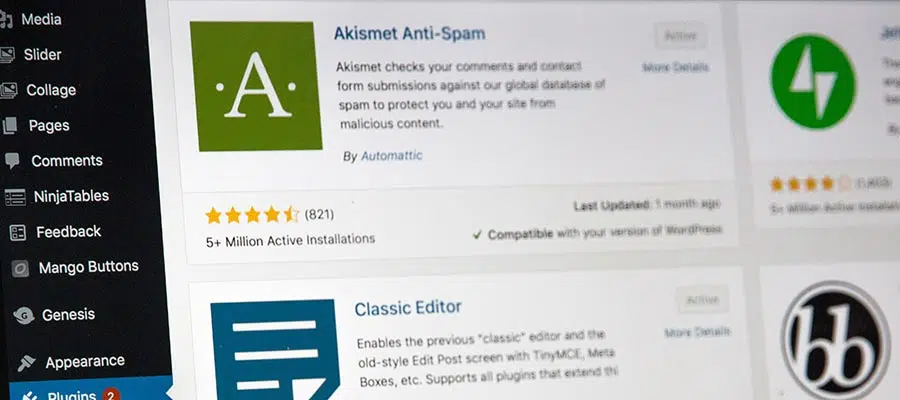 Media
Slider
Collage
Pages
Comments
NinjaTables
Feedback
Mango Buttons
Genesis
Appearance
Plugins 2
A
Akismet Anti-Spam
Active
More Details
Akismet checks your comments and contact
form submissions against our global database of
spam to protect you and your site from
malicious content.
By Automattic
(821)
5+ Million Active Installations
Last Updated: 1 month ago
Compatible with your version of WordPress
5+ Million Active
Classic Editor
Active
More Details
Enables the previous "classic" editor and the
old-style Edit Post screen with TinyMCE, Meta
Boxes, etc. Supports all plugins that extend thi
bb